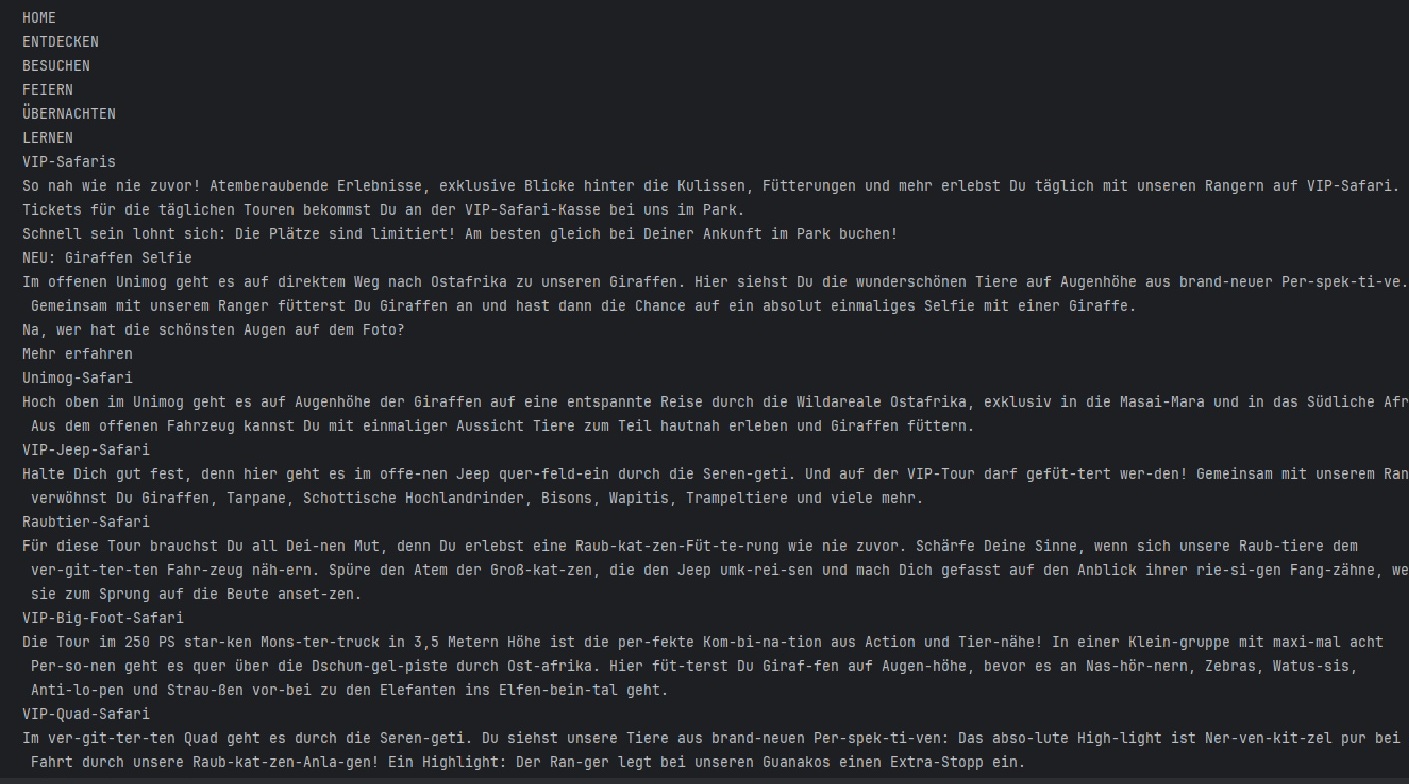 HOME
ENTDECKEN
BESUCHEN
FEIERN
ÜBERNACHTEN
LERNEN
VIP-Safaris
So nah wie nie zuvor! Atemberaubende Erlebnisse, exklusive Blicke hinter die Kulissen, Fütterungen und mehr erlebst Du täglich mit unseren Rangern auf VIP-Safari.
Tickets für die täglichen Touren bekommst Du an der VIP-Safari-Kasse bei uns im Park.
Schnell sein lohnt sich: Die Plätze sind limitiert! Am besten gleich bei Deiner Ankunft im Park buchen!
NEU: Giraffen Selfie
Im offenen Unimog geht es auf direktem Weg nach Ostafrika zu unseren Giraffen. Hier siehst Du die wunderschönen Tiere auf Augenhöhe aus brand-neuer Per-spek-ti-ve.
Gemeinsam mit unserem Ranger fütterst Du Giraffen an und hast dann die Chance auf ein absolut einmaliges Selfie mit einer Giraffe.
Na, wer hat die schönsten Augen auf dem Foto?
Mehr erfahren
Unimog-Safari
Hoch oben im Unimog geht es auf Augenhöhe der Giraffen auf eine entspannte Reise durch die Wildareale Ostafrika, exklusiv in die Masai-Mara und in das Südliche Afr
Aus dem offenen Fahrzeug kannst Du mit einmaliger Aussicht Tiere zum Teil hautnah erleben und Giraffen füttern.
VIP-Jeep-Safari
Halte Dich gut fest, denn hier geht es im offe-nen Jeep quer-feld-ein durch die Seren-geti. Und auf der VIP-Tour darf gefüt-tert wer-den! Gemeinsam mit unserem Ran
verwöhnst Du Giraffen, Tarpane, Schottische Hochlandrinder, Bisons, Wapitis, Trampeltiere und viele mehr.
Raubtier-Safari
Für diese Tour brauchst Du all Dei-nen Mut, denn Du erlebst eine Raub-kat-zen-Füt-te-rung wie nie zuvor. Schärfe Deine Sinne, wenn sich unsere Raub-tiere dem
ver-git-ter-ten Fahr-zeug näh-ern. Spüre den Atem der Groß-kat-zen, die den Jeep umk-rei-sen und mach Dich gefasst auf den Anblick ihrer rie-si-gen Fang-zähne, we
sie zum Sprung auf die Beute anset-zen.
VIP-Big-Foot-Safari
Die Tour im 250 PS star-ken Mons-ter-truck in 3,5 Metern Höhe ist die per-fekte Kom-bi-na-tion aus Action und Tier-nähe! In einer Klein-gruppe mit maxi-mal acht
Per-so-nen geht es quer über die Dschun-gel-piste durch Ost-afrika. Hier füt-terst Du Giraf-fen auf Augen-höhe, bevor es an Nas-hör-nern, Zebras, Watus-sis,
Anti-lo-pen und Strau-ßen vor-bei zu den Elefanten ins Elfen-bein-tal geht.
VIP-Quad-Safari
Im ver-git-ter-ten Quad geht es durch die Seren-geti. Du siehst unsere Tiere aus brand-neuen Per-spek-ti-ven: Das abso-lute High-light ist Ner-ven-kit-zel pur bei
Fahrt durch unsere Raub-kat-zen-Anla-gen! Ein Highlight: Der Ran-ger legt bei unseren Guanakos einen Extra-Stopp ein.